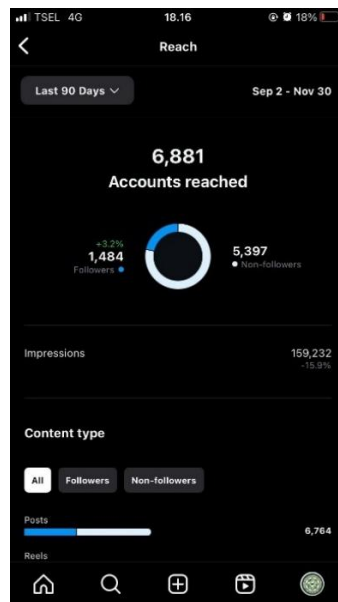 TSEL 4G 18.16 18%
Reach
Last 90 Days Sep 2 - Nov 30
6,881
Accounts reached
+3.2%
1,484
Followers
5,397
Non-followers
Impressions 159,232
-15.9%
Content type
All Followers Non-followers
Posts
6,764
Reels